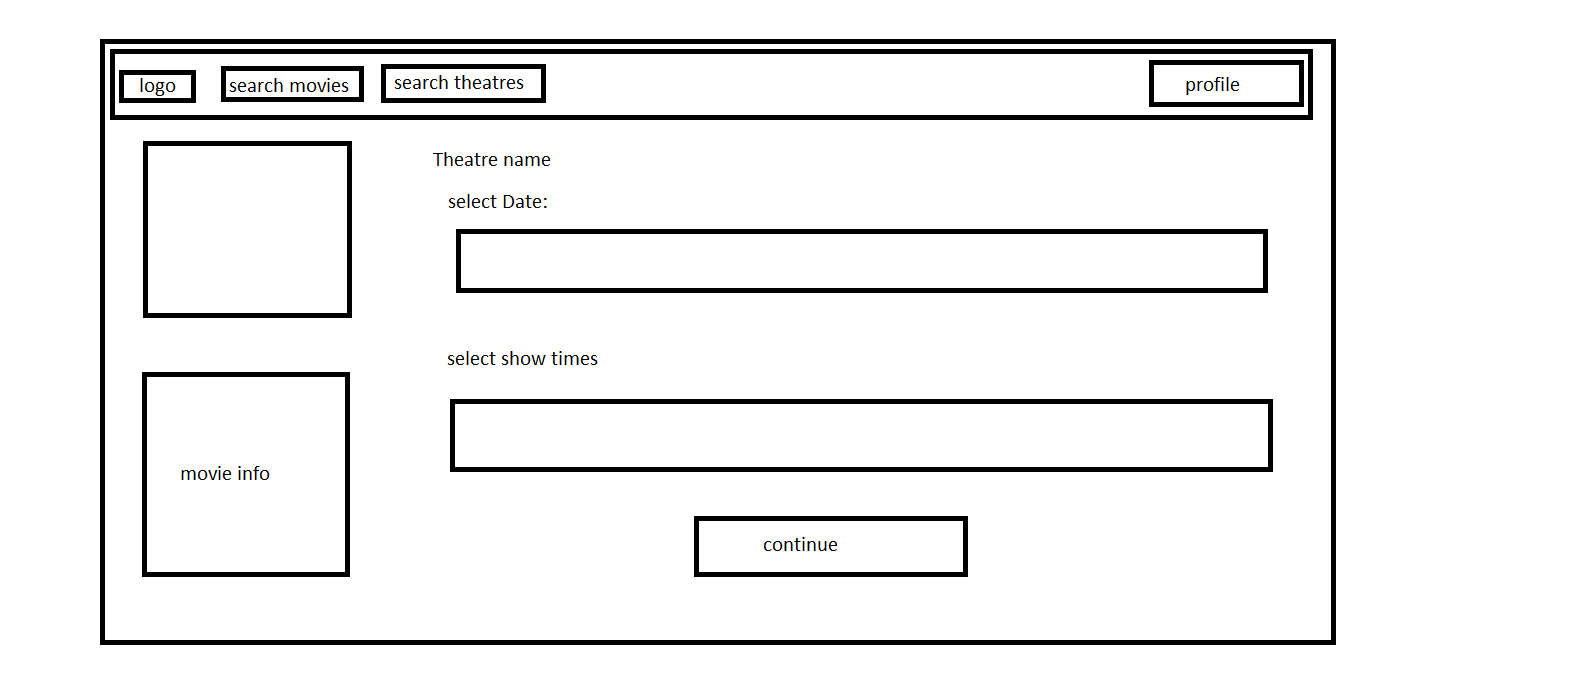 logo
search movies
search theatres
profile
Theatre name
select Date:
select show times
movie info
continue